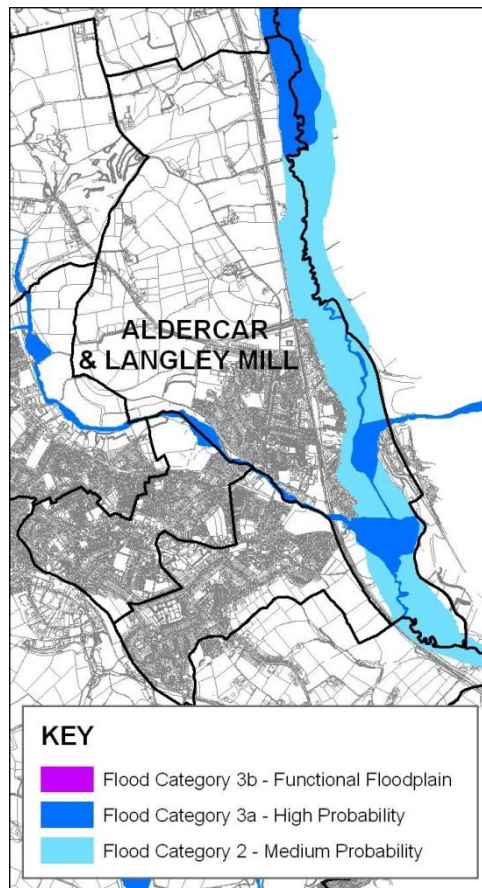 ALDERCAR
& LANGLEY MILL
KEY
Flood Category 3b - Functional Floodplain
Flood Category 3a - High Probability
Flood Category 2 - Medium Probability